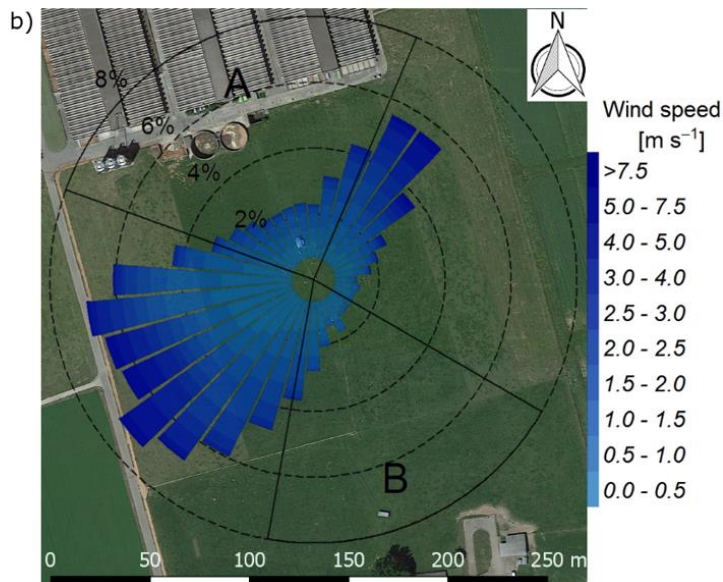 b)
N
A
8%
6%
4%
2%
B
0 50 100 150 200 250 m
Wind speed
[m s⁻¹]
>7.5
5.0 - 7.5
4.0 - 5.0
3.0 - 4.0
2.5 - 3.0
2.0 - 2.5
1.5 - 2.0
1.0 - 1.5
0.5 - 1.0
0.0 - 0.5